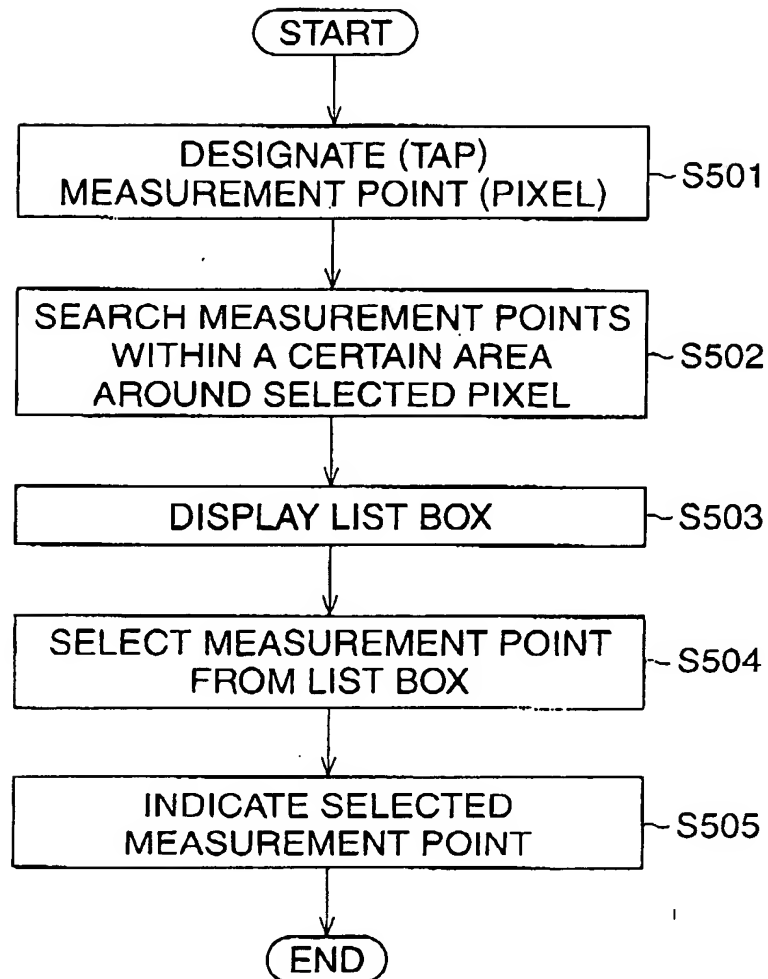 START
DESIGNATE (TAP)
MEASUREMENT POINT (PIXEL)
S501
SEARCH MEASUREMENT POINTS
WITHIN A CERTAIN AREA
AROUND SELECTED PIXEL
S502
DISPLAY LIST BOX
S503
SELECT MEASUREMENT POINT
FROM LIST BOX
S504
INDICATE SELECTED
MEASUREMENT POINT
S505
END